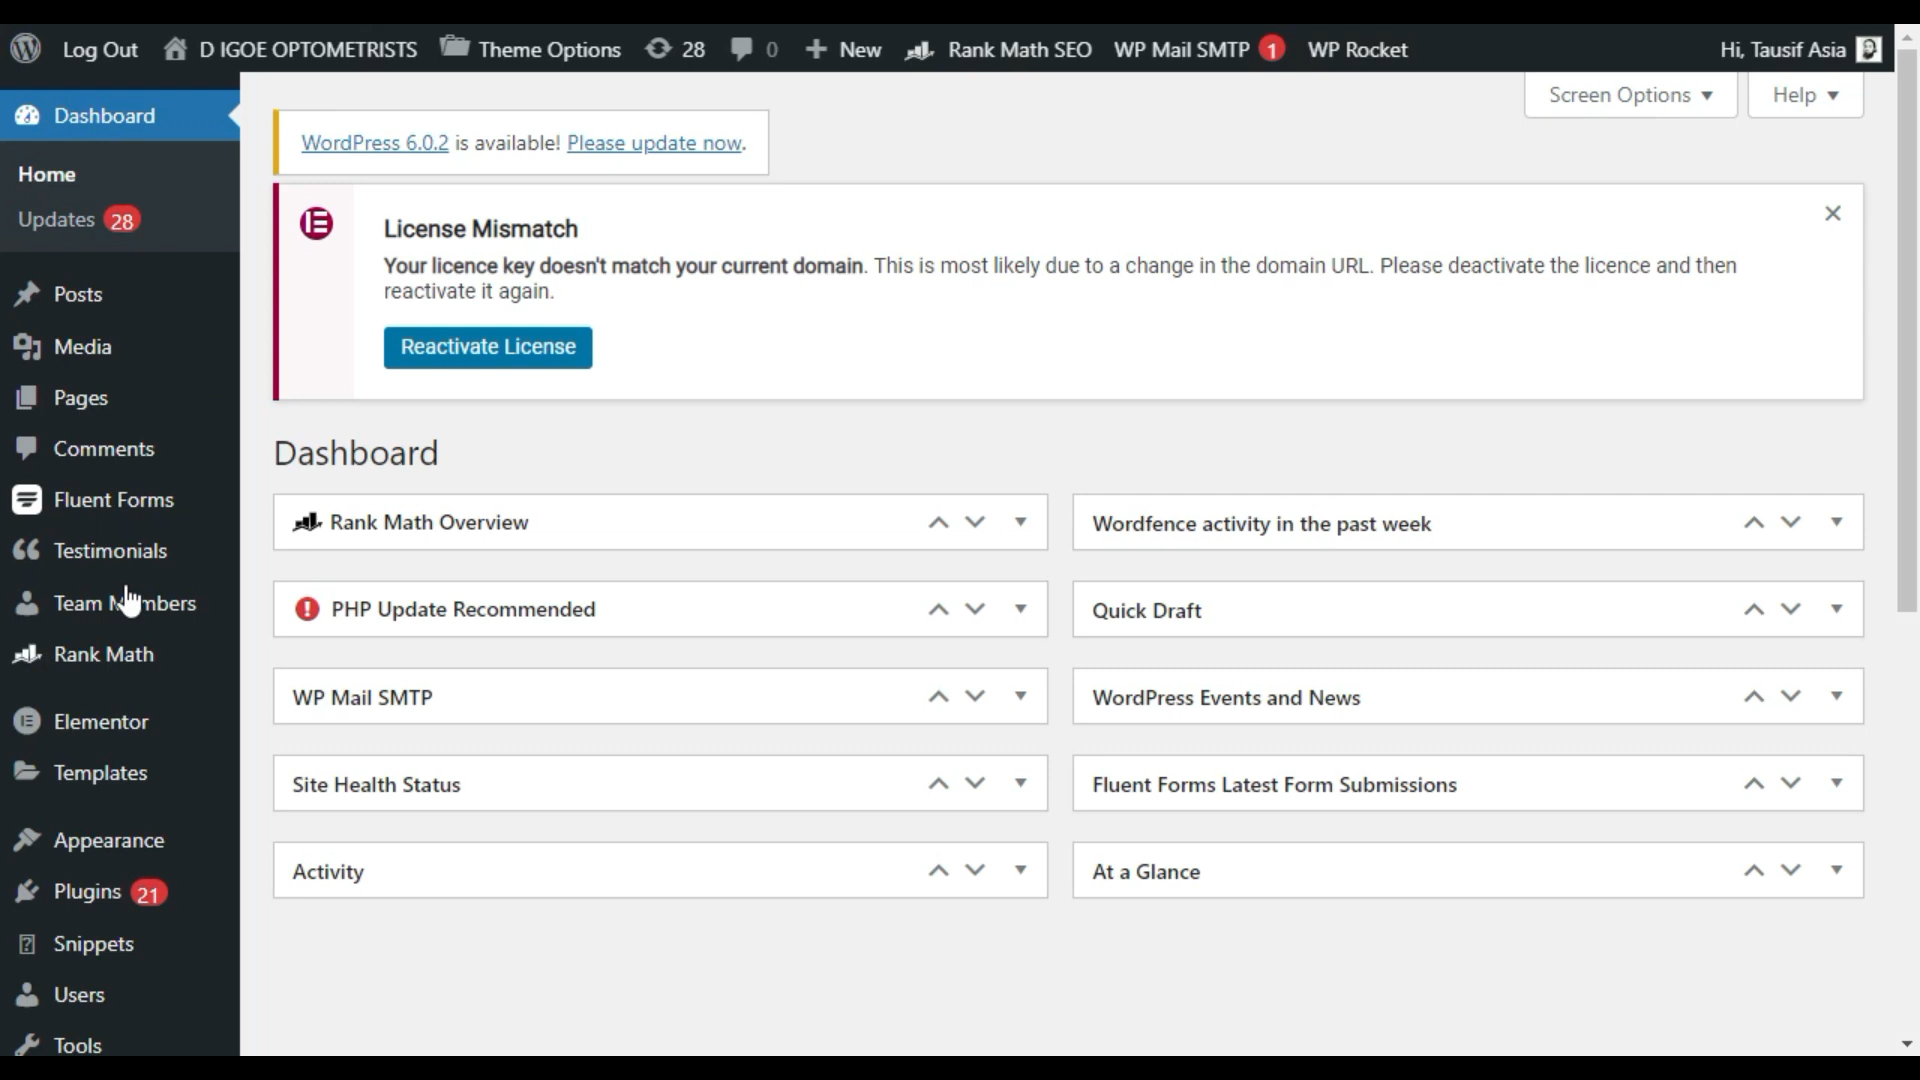 Log Out D IGOE OPTOMETRISTS Theme Options 28 0 New Rank Math SEO WP Mail SMTP 1 WP Rocket Hi, Tausif Asia
Screen Options Help
Dashboard
Home
Updates 28
Posts
Media
Pages
Comments
Fluent Forms
Testimonials
Team
Rank Math
Elementor
Templates
Appearance
Plugins 21
Snippets
Users
Tools
WordPress 6.0.2 is available! Please update now.
License Mismatch
Your licence key doesn't match your current domain. This is most likely due to a change in the domain URL. Please deactivate the licence and then
reactivate it again.
Reactivate License
Dashboard
Rank Math Overview
PHP Update Recommended
WP Mail SMTP
Site Health Status
Activity
Wordfence activity in the past week
Quick Draft
WordPress Events and News
Fluent Forms Latest Form Submissions
At a Glance